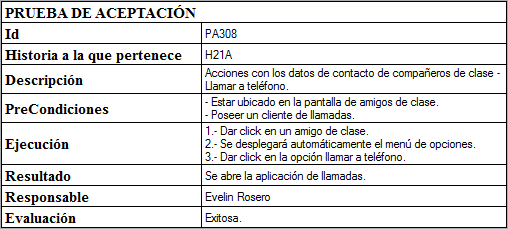 PRUEBA DE ACEPTACIÓN
Id PA308
Historia a la que pertenece H21A
Descripción Acciones con los datos de contacto de compañeros de clase -
Llamar a teléfono.
PreCondiciones - Estar ubicado en la pantalla de amigos de clase.
- Poseer un cliente de llamadas.
Ejecución 1.- Dar click en un amigo de clase.
2.- Se desplegará automáticamente el menú de opciones.
3.- Dar click en la opción llamar a teléfono.
Resultado Se abre la aplicación de llamadas.
Responsable Evelin Rosero
Evaluación Exitosa.